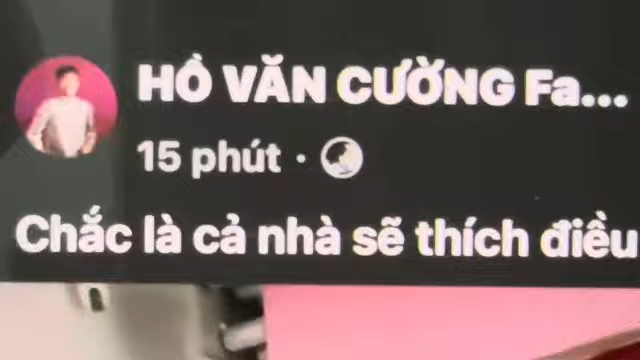 HỒ VĂN CƯỜNG Fa...
15 phút ·
Chắc là cả nhà sẽ thích điều